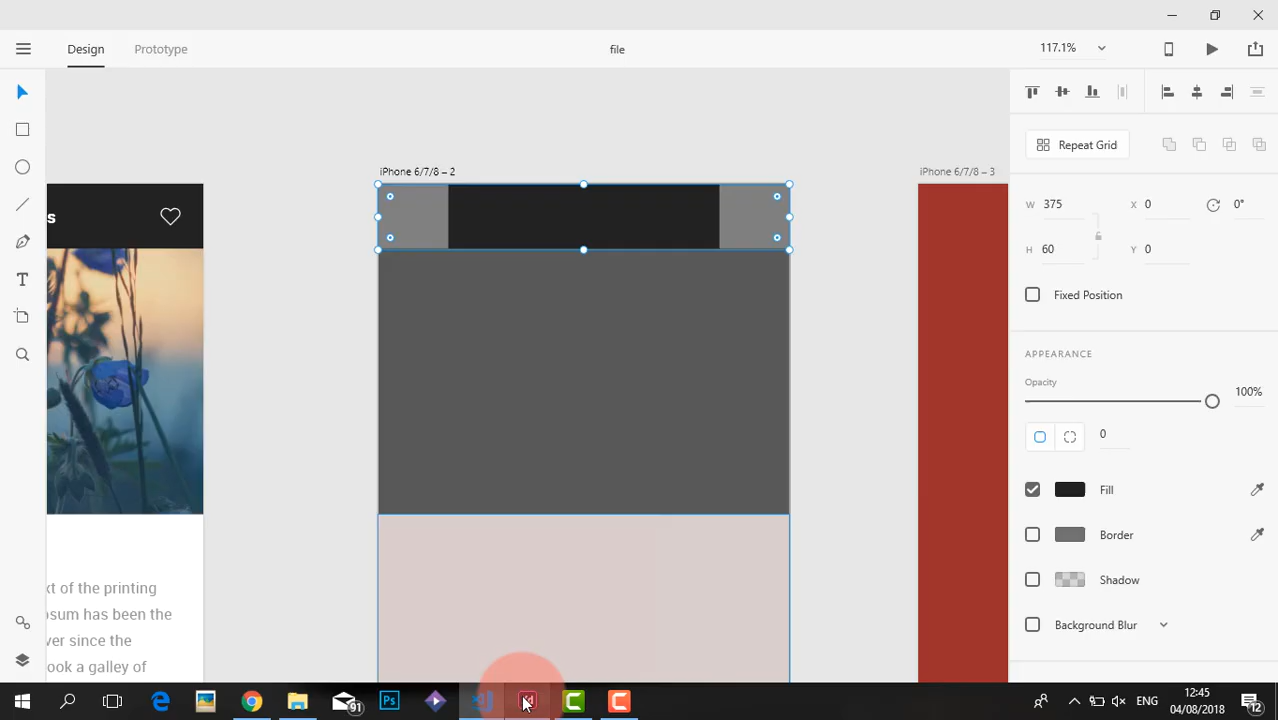 Design
Prototype
file
117.1%
iPhone 6/7/8 – 2
iPhone 6/7/8 – 3
s
Repeat Grid
W 375 X 0 0°
H 60 Y 0
Fixed Position
APPEARANCE
Opacity
100%
0
Fill
Border
Shadow
Background Blur
xt of the printing
psum has been the
ver since the
ook a galley of
91
Ps
ENG
12:45
04/08/2018
12